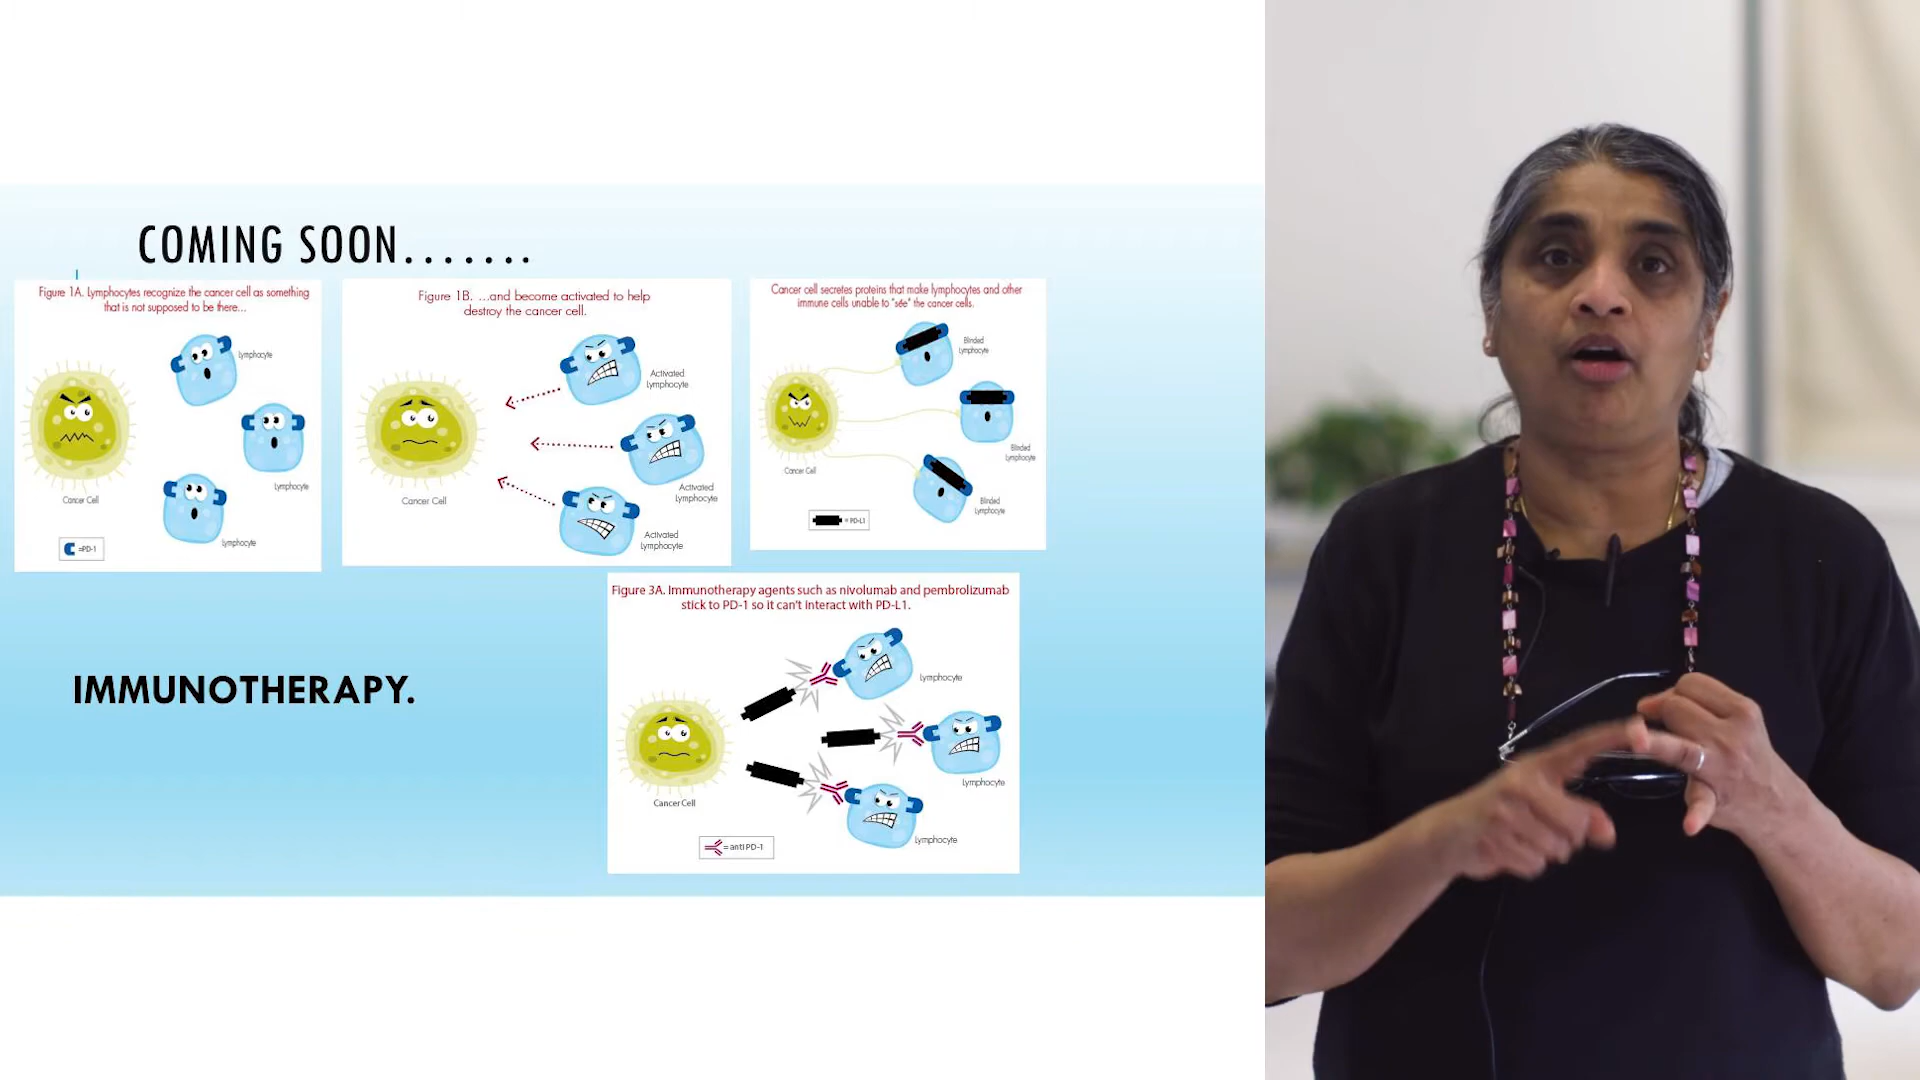 COMING SOON.......
Figure 1A. Lymphocytes recognize the cancer cell as something
that is not supposed to be there...
Lymphocyte
Lymphocyte
Cancer Cell
Lymphocyte
=PD-1
Figure 1B. ...and become activated to help
destroy the cancer cell.
Activated
Lymphocyte
Activated
Lymphocyte
Cancer Cell
Activated
Lymphocyte
Cancer cell secretes proteins that make lymphocytes and other
immune cells unable to "see" the cancer cells.
Blinded
Lymphocyte
Blinded
Lymphocyte
Cancer Cell
Blinded
Lymphocyte
= PD-L1
IMMUNOTHERAPY.
Figure 3A. Immunotherapy agents such as nivolumab and pembrolizumab
stick to PD-1 so it can't interact with PD-L1.
Lymphocyte
Lymphocyte
Cancer Cell
Lymphocyte
= anti PD-1